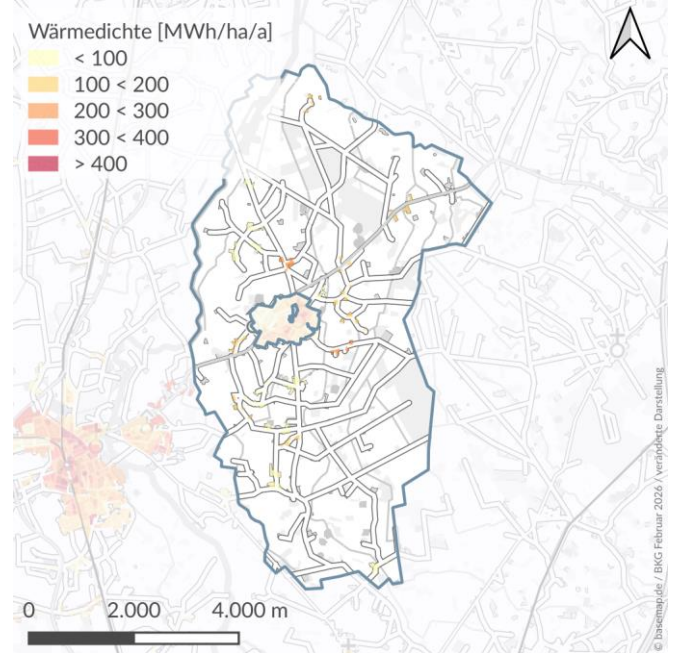 Wärmedichte [MWh/ha/a]
< 100
100 < 200
200 < 300
300 < 400
> 400
0 2.000 4.000 m
© basemap.de / BKG Februar 2026 / veränderte Darstellung